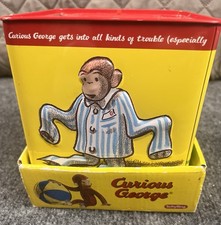 Curious George gets into all kinds of trouble (especially
Curious
George®